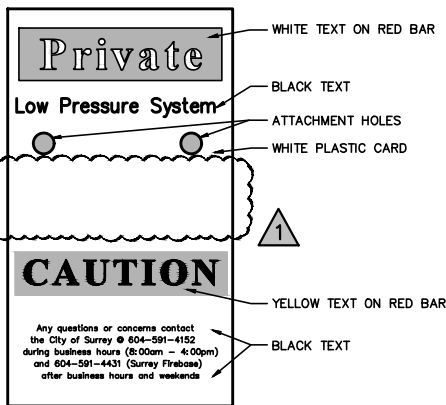 Private
WHITE TEXT ON RED BAR
Low Pressure System
BLACK TEXT
ATTACHMENT HOLES
WHITE PLASTIC CARD
1
CAUTION
YELLOW TEXT ON RED BAR
Any questions or concerns contact
the City of Surrey @ 604-591-4152
during business hours (8:00am - 4:00pm)
and 604-591-4431 (Surrey Firebase)
after business hours and weekends
BLACK TEXT